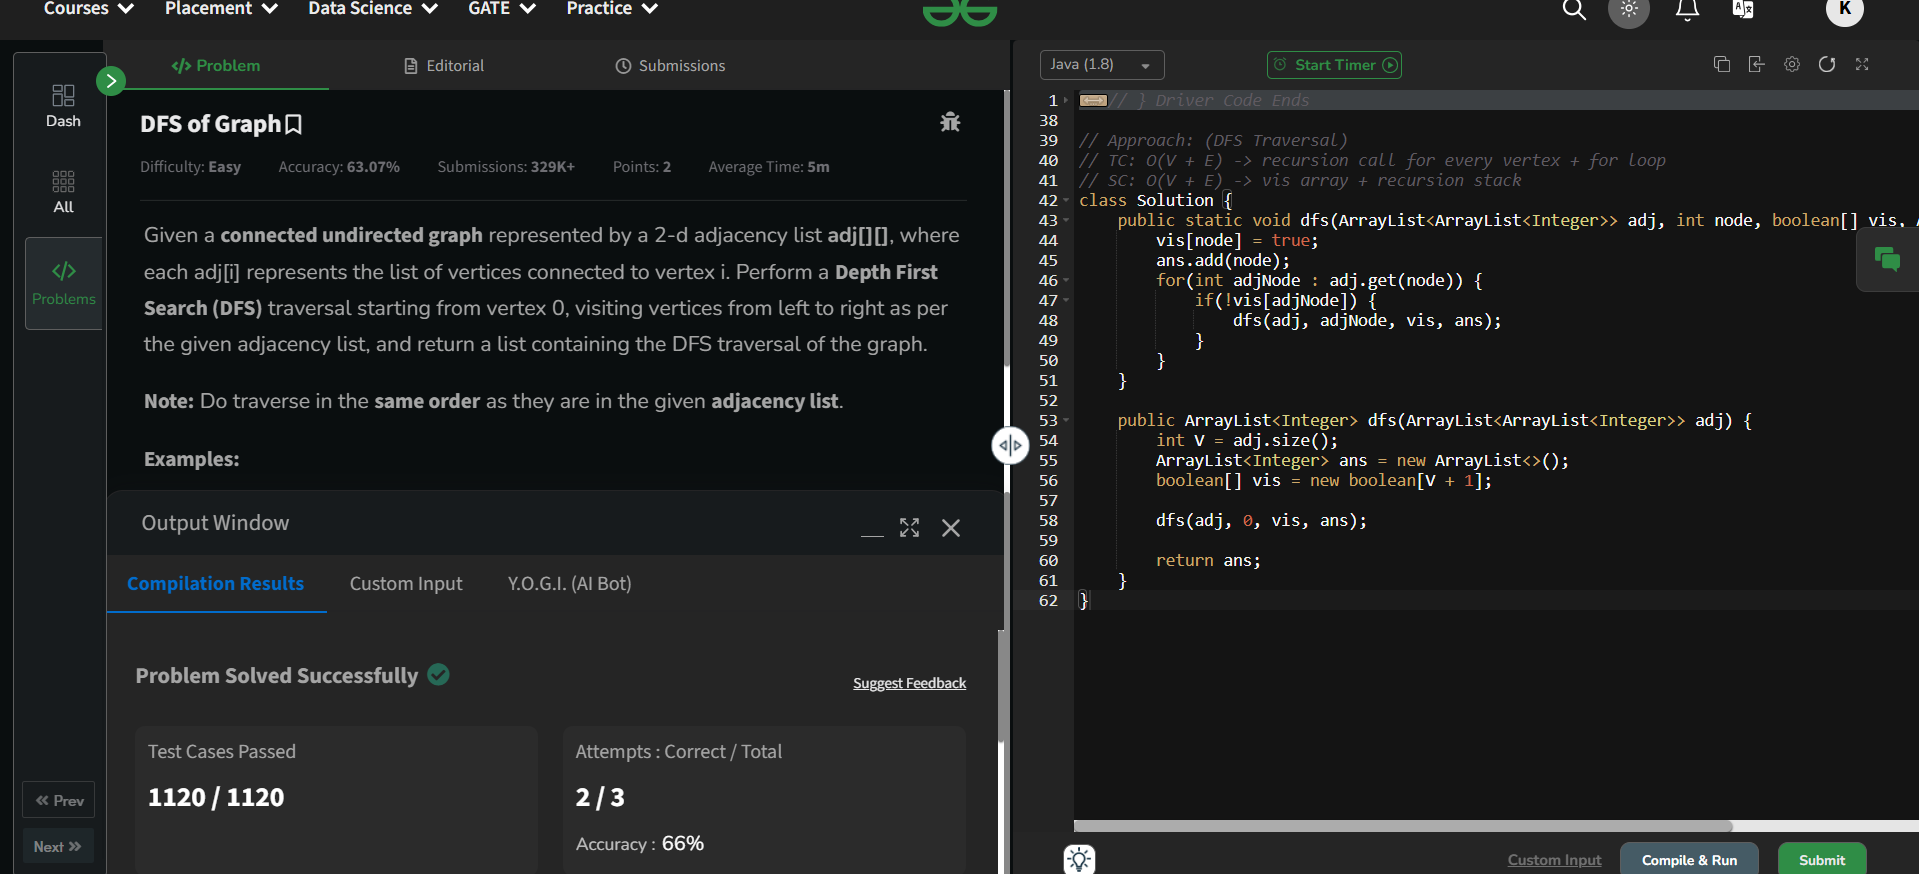 Courses Placement Data Science GATE Practice
K
Dash
All
Problems
Prev
Next
Problem Editorial Submissions
DFS of Graph
Difficulty: Easy Accuracy: 63.07% Submissions: 329K+ Points: 2 Average Time: 5m
Given a connected undirected graph represented by a 2-d adjacency list adj[][], where
each adj[i] represents the list of vertices connected to vertex i. Perform a Depth First
Search (DFS) traversal starting from vertex 0, visiting vertices from left to right as per
the given adjacency list, and return a list containing the DFS traversal of the graph.
Note: Do traverse in the same order as they are in the given adjacency list.
Examples:
Output Window
Compilation Results Custom Input Y.O.G.I. (AI Bot)
Problem Solved Successfully
Suggest Feedback
Test Cases Passed
1120 / 1120
Attempts : Correct / Total
2 / 3
Accuracy : 66%
Java (1.8) Start Timer
1 // } Driver Code Ends
38
39 // Approach: (DFS Traversal)
40 // TC: O(V + E) -> recursion call for every vertex + for loop
41 // SC: O(V + E) -> vis array + recursion stack
42 class Solution {
43 public static void dfs(ArrayList<ArrayList<Integer>> adj, int node, boolean[] vis,
44 vis[node] = true;
45 ans.add(node);
46 for(int adjNode : adj.get(node)) {
47 if(!vis[adjNode]) {
48 dfs(adj, adjNode, vis, ans);
49 }
50 }
51 }
52
53 public ArrayList<Integer> dfs(ArrayList<ArrayList<Integer>> adj) {
54 int V = adj.size();
55 ArrayList<Integer> ans = new ArrayList<>();
56 boolean[] vis = new boolean[V + 1];
57
58 dfs(adj, 0, vis, ans);
59
60 return ans;
61 }
62 }
Custom Input Compile & Run Submit